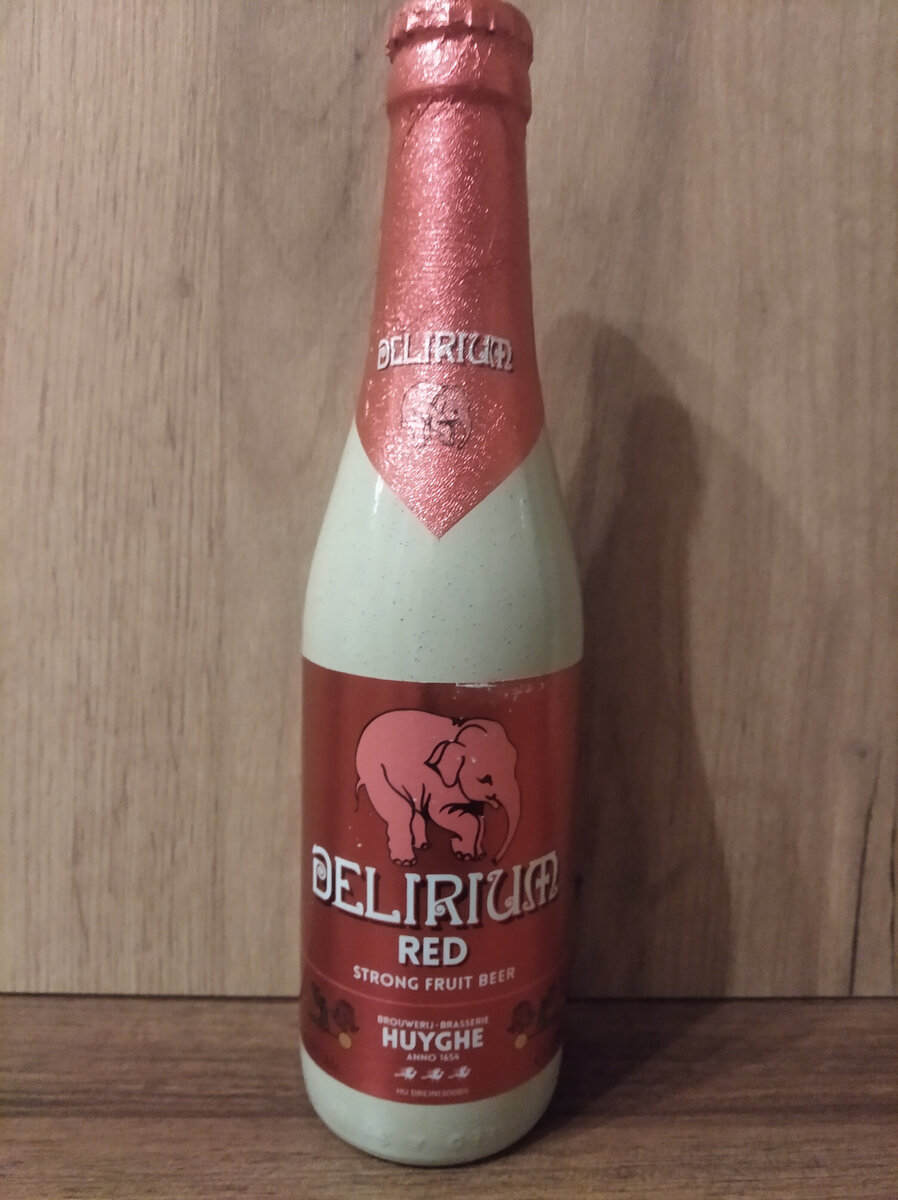 DELIRIUM
DELIRIUM
RED
STRONG FRUIT BEER
BROUWERIJ - BRASSERIE
HUYGHE
ANNO 1654